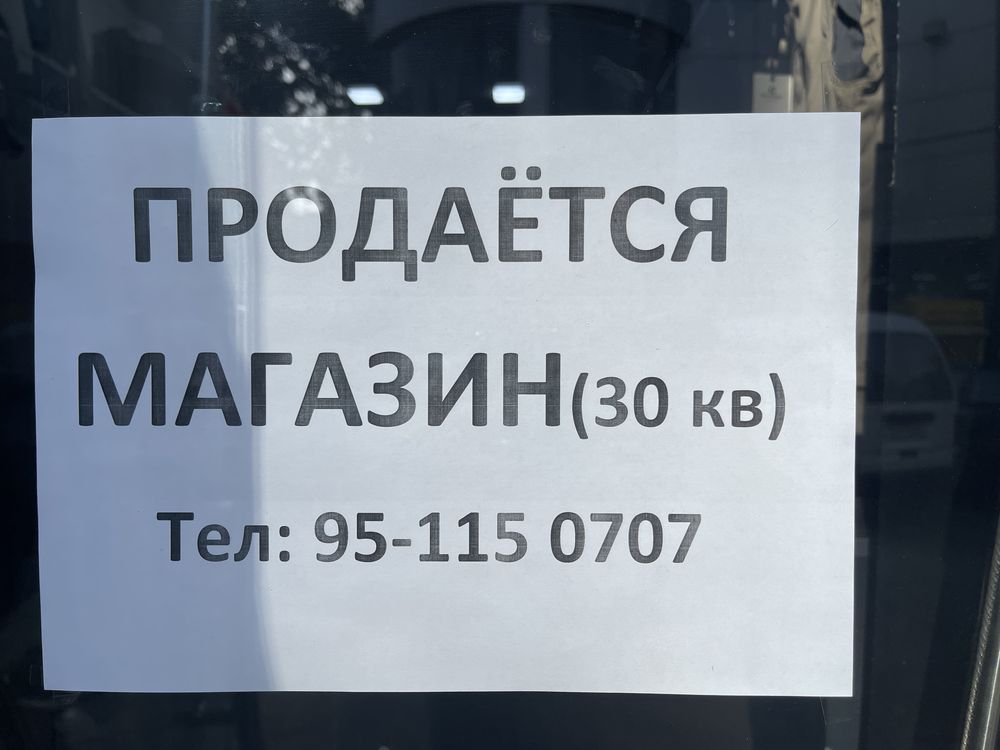 ПРОДАЁТСЯ
МАГАЗИН(30 кв)
Тел: 95-115 0707